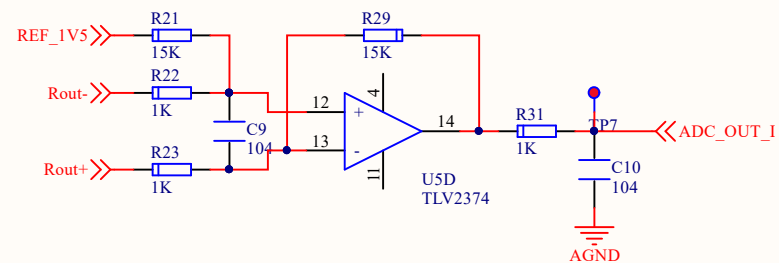 R21
R29
REF_1V5
15K
15K
R22
4
Rout-
12
+
14
R31
1K
C9
TP7
ADC_OUT_I
13
-
R23
104
1K
C10
Rout+
11
U5D
104
1K
TLV2374
AGND